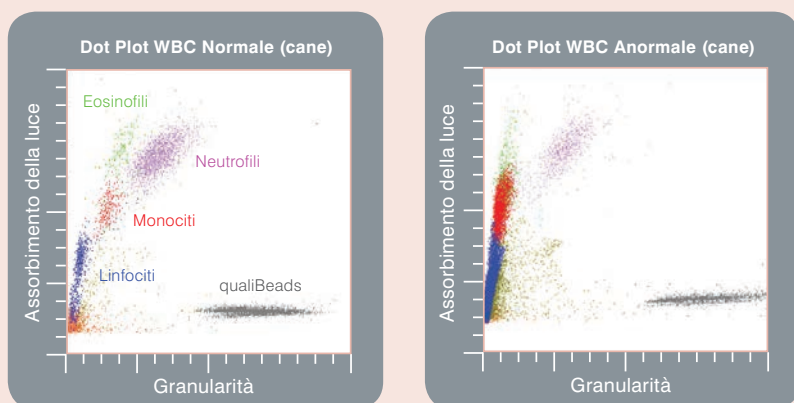 Dot Plot WBC Normale (cane)
Assorbimento della luce
Eosinofili
Neutrofili
Monociti
Linfociti
qualiBeads
Granularità
Dot Plot WBC Anormale (cane)
Assorbimento della luce
Granularità